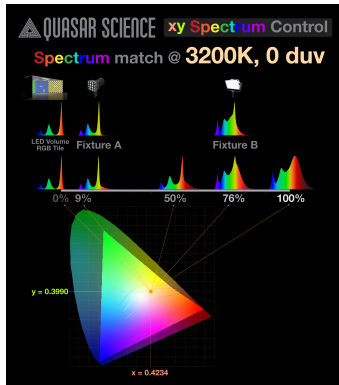 QUASAR SCIENCE xy Spectrum Control
Spectrum match @ 3200K, 0 duv
LED Volume
RGB Tile
Fixture A
Fixture B
0% 9% 50% 76% 100%
y = 0.3990
x = 0.4234